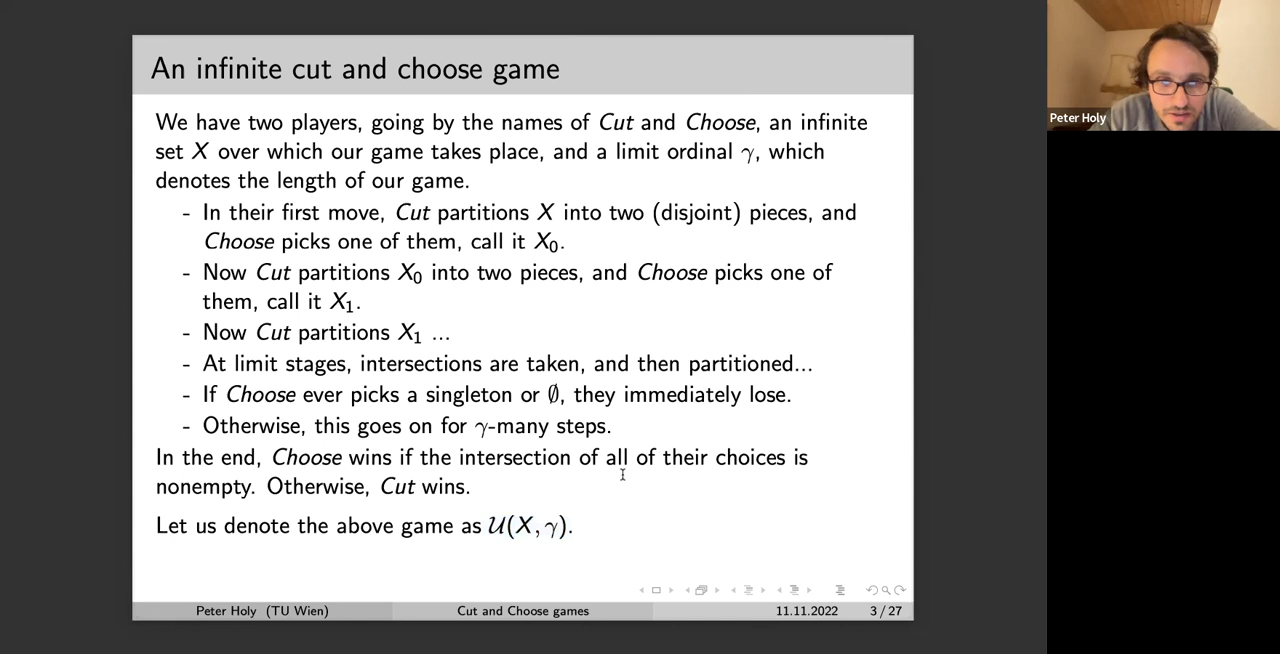 An infinite cut and choose game
We have two players, going by the names of Cut and Choose, an infinite
set X over which our game takes place, and a limit ordinal γ, which
denotes the length of our game.
- In their first move, Cut partitions X into two (disjoint) pieces, and
Choose picks one of them, call it X₀.
- Now Cut partitions X₀ into two pieces, and Choose picks one of
them, call it X₁.
- Now Cut partitions X₁ ...
- At limit stages, intersections are taken, and then partitioned...
- If Choose ever picks a singleton or ∅, they immediately lose.
- Otherwise, this goes on for γ-many steps.
In the end, Choose wins if the intersection of all of their choices is
nonempty. Otherwise, Cut wins.
Let us denote the above game as 𝒰(X, γ).
Peter Holy (TU Wien)
Cut and Choose games
11.11.2022
3 / 27
Peter Holy